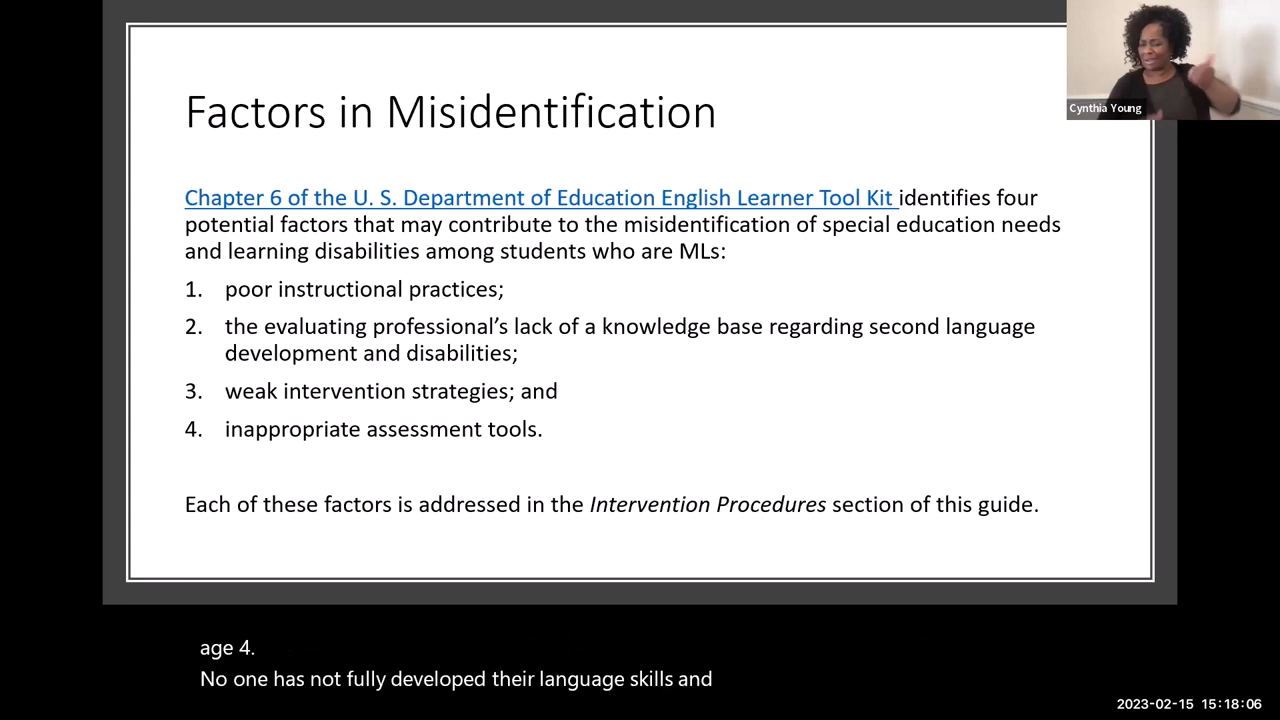 Factors in Misidentification
Cynthia Young
Chapter 6 of the U. S. Department of Education English Learner Tool Kit identifies four
potential factors that may contribute to the misidentification of special education needs
and learning disabilities among students who are MLs:
1. poor instructional practices;
2. the evaluating professional’s lack of a knowledge base regarding second language
development and disabilities;
3. weak intervention strategies; and
4. inappropriate assessment tools.
Each of these factors is addressed in the Intervention Procedures section of this guide.
age 4.
No one has not fully developed their language skills and
2023-02-15 15:18:06